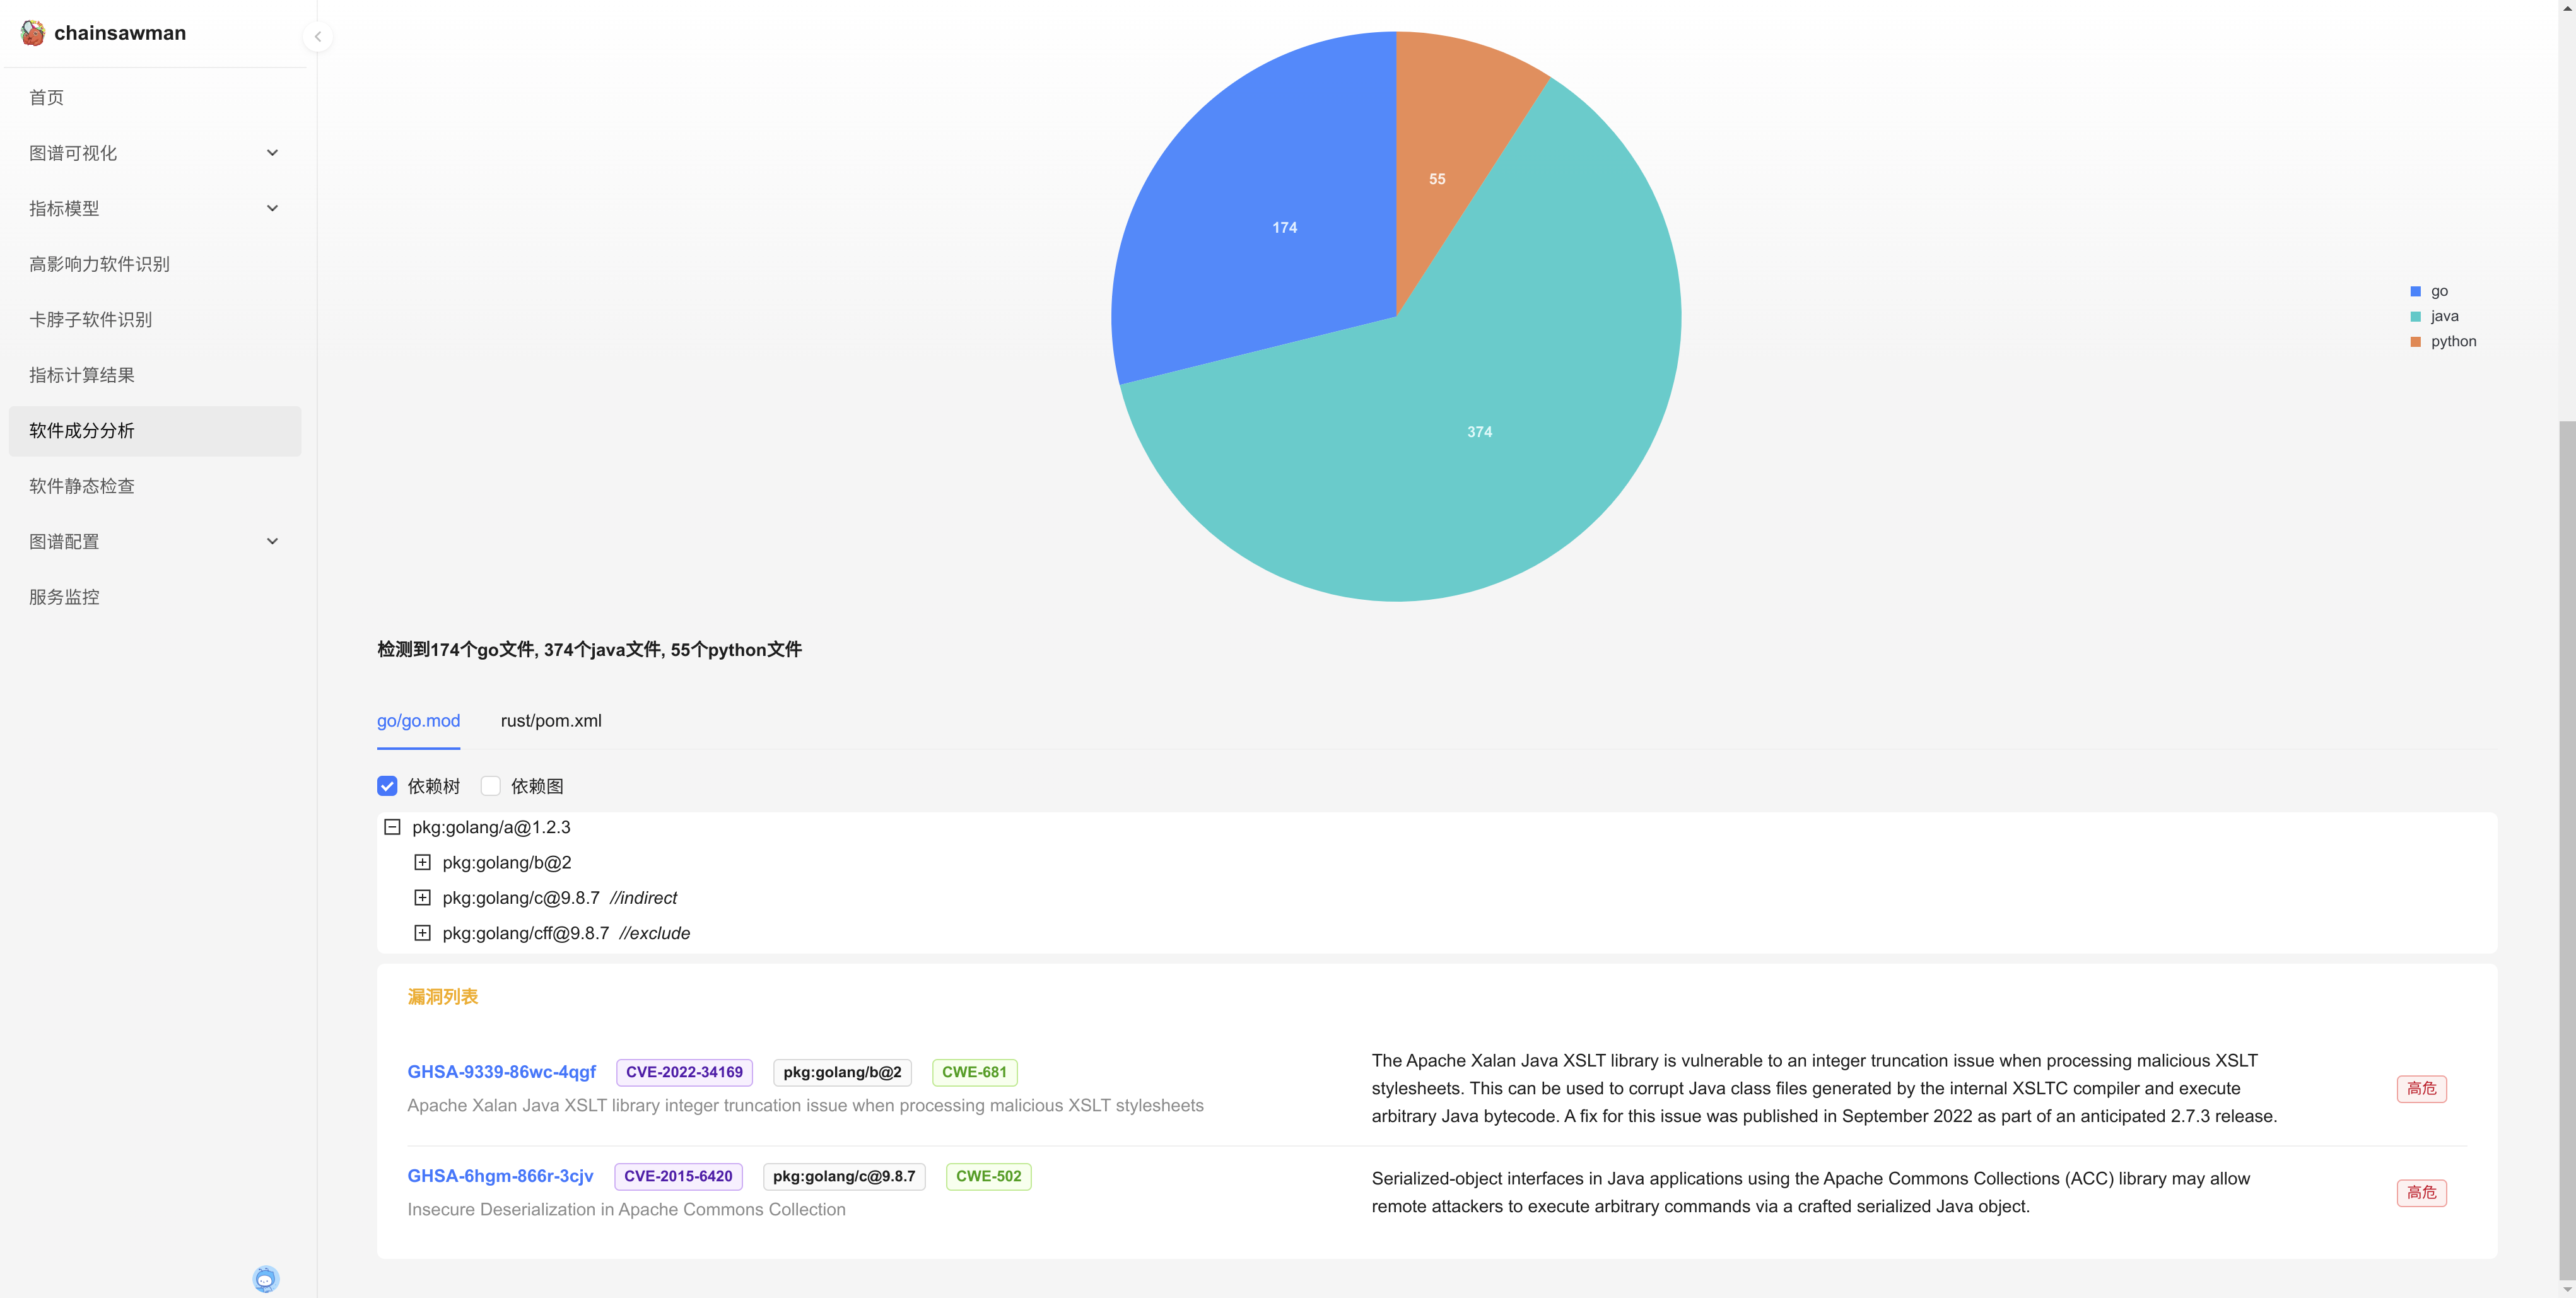 chainsawman
首页
图谱可视化
指标模型
高影响力软件识别
卡脖子软件识别
指标计算结果
软件成分分析
软件静态检查
图谱配置
服务监控
55
174
374
go
java
python
检测到174个go文件, 374个java文件, 55个python文件
go/go.mod rust/pom.xml
依赖树 依赖图
pkg:golang/a@1.2.3
pkg:golang/b@2
pkg:golang/c@9.8.7 //indirect
pkg:golang/cff@9.8.7 //exclude
漏洞列表
GHSA-9339-86wc-4qgf CVE-2022-34169 pkg:golang/b@2 CWE-681
Apache Xalan Java XSLT library integer truncation issue when processing malicious XSLT stylesheets
The Apache Xalan Java XSLT library is vulnerable to an integer truncation issue when processing malicious XSLT
stylesheets. This can be used to corrupt Java class files generated by the internal XSLTC compiler and execute
arbitrary Java bytecode. A fix for this issue was published in September 2022 as part of an anticipated 2.7.3 release.
高危
GHSA-6hgm-866r-3cjv CVE-2015-6420 pkg:golang/c@9.8.7 CWE-502
Insecure Deserialization in Apache Commons Collection
Serialized-object interfaces in Java applications using the Apache Commons Collections (ACC) library may allow
remote attackers to execute arbitrary commands via a crafted serialized Java object.
高危